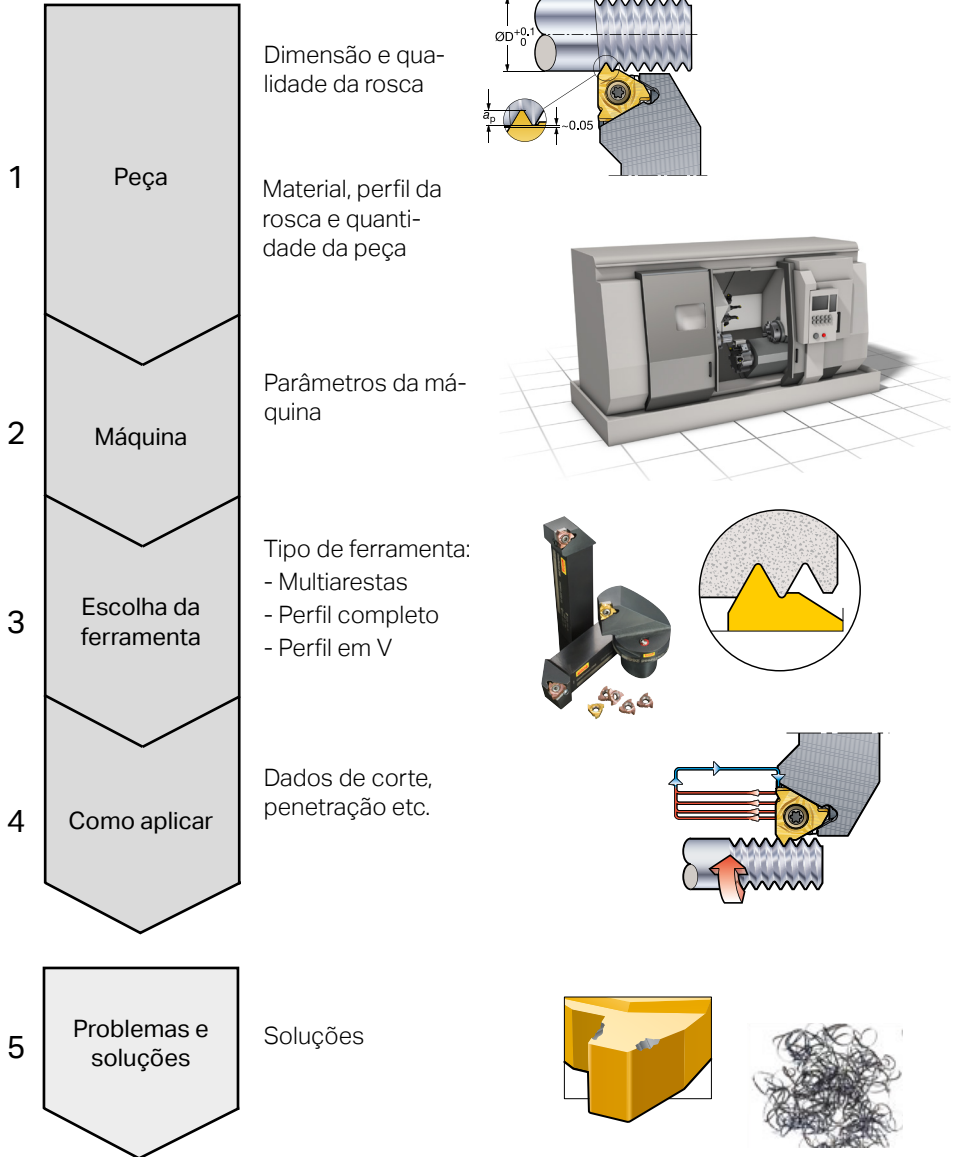 Dimensão e qua-
lidade da rosca
ØD+0.1 0
ap
~0.05
1
Peça
Material, perfil da
rosca e quanti-
dade da peça
2
Máquina
Parâmetros da má-
quina
3
Escolha da
ferramenta
Tipo de ferramenta:
- Multiarestas
- Perfil completo
- Perfil em V
4
Como aplicar
Dados de corte,
penetração etc.
5
Problemas e
soluções
Soluções